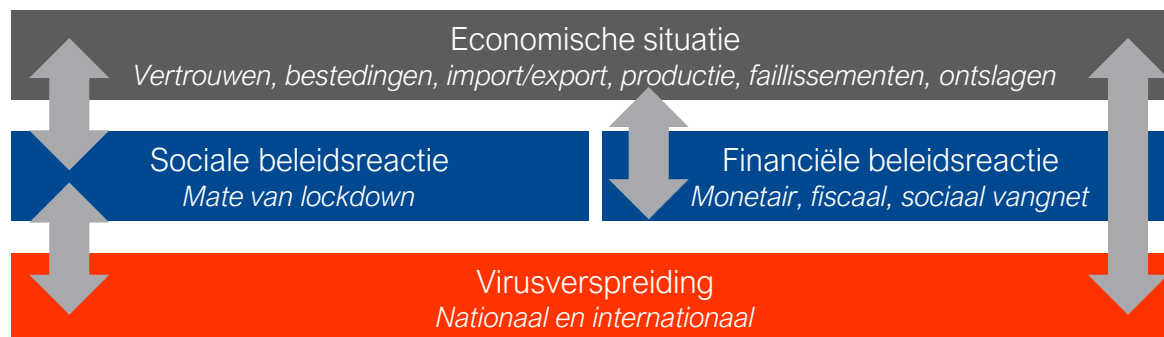 Economische situatie
Vertrouwen, bestedingen, import/export, productie, faillissementen, ontslagen
Sociale beleidsreactie
Mate van lockdown
Financiële beleidsreactie
Monetair, fiscaal, sociaal vangnet
Virusverspreiding
Nationaal en internationaal